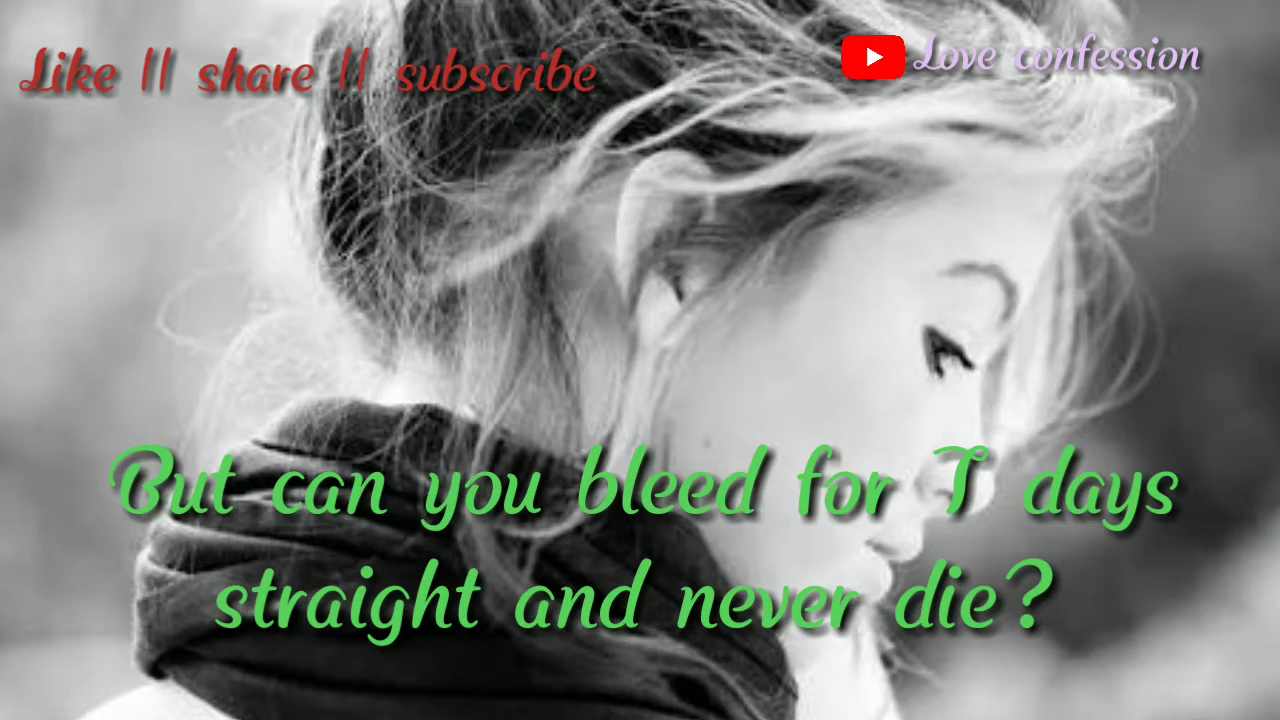 Like || share || subscribe
Love confession
But can you bleed for 7 days
straight and never die?